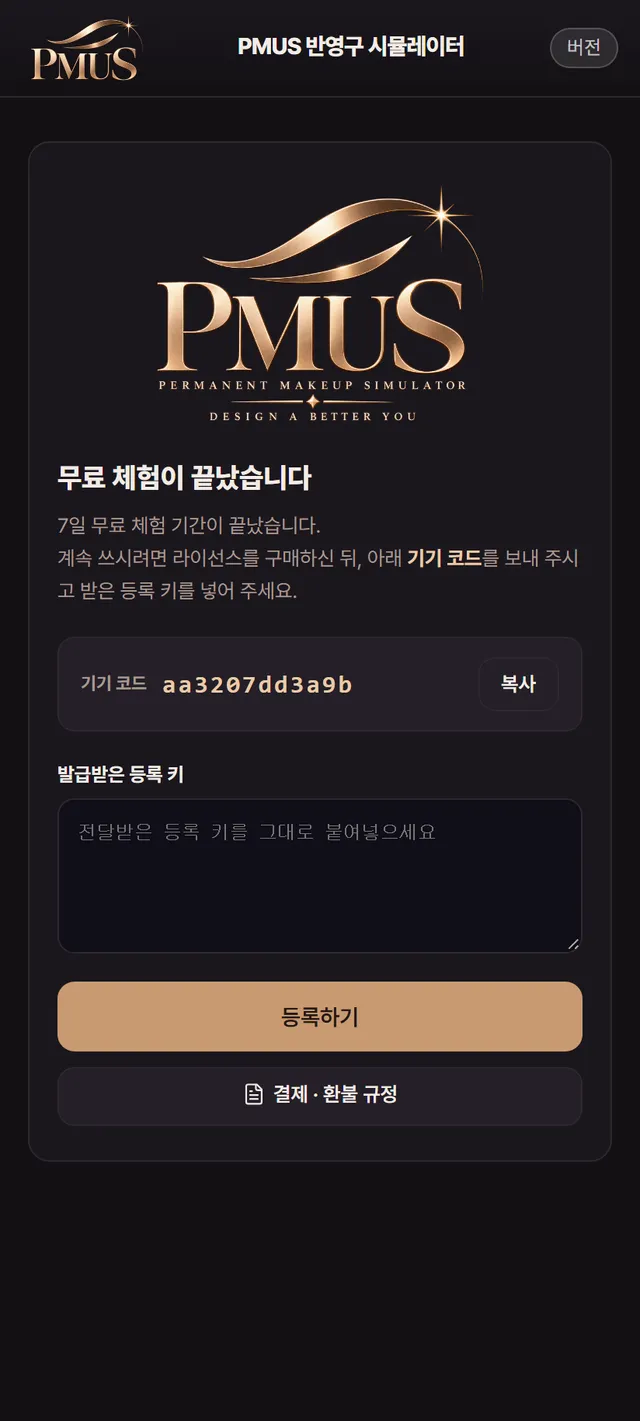 PMUS
PMUS 반영구 시뮬레이터
버전
PMUS
PERMANENT MAKEUP SIMULATOR
DESIGN A BETTER YOU
무료 체험이 끝났습니다
7일 무료 체험 기간이 끝났습니다.
계속 쓰시려면 라이선스를 구매하신 뒤, 아래 기기 코드를 보내 주시
고 받은 등록 키를 넣어 주세요.
기기 코드 aa3207dd3a9b 복사
발급받은 등록 키
전달받은 등록 키를 그대로 붙여넣으세요
등록하기
결제 · 환불 규정